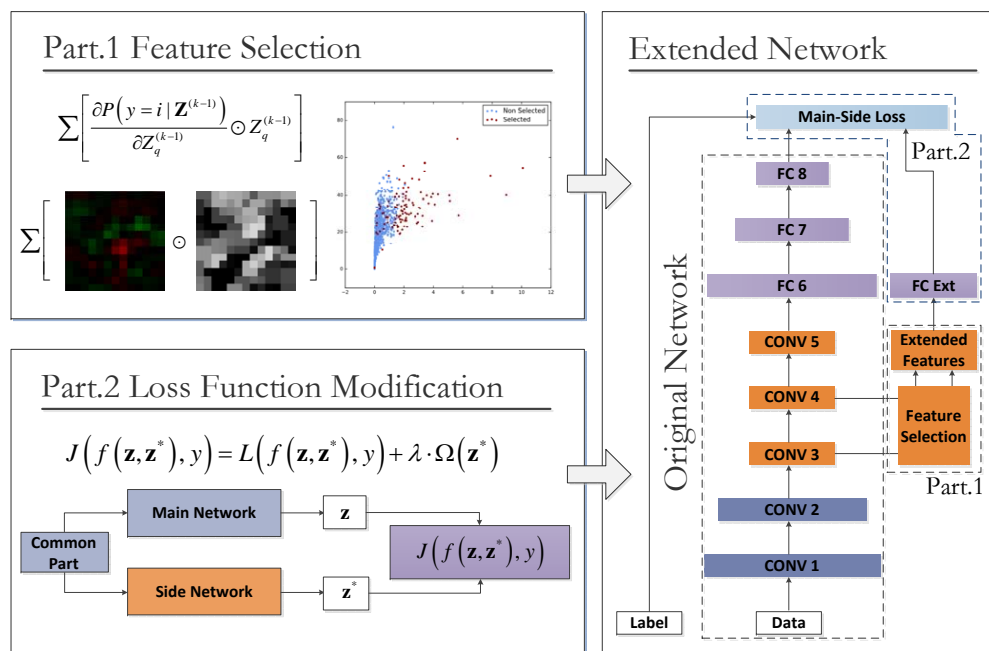 Part.1 Feature Selection
∑[∂P(y = i | Z^(k-1)) / ∂Z_q^(k-1) ⊙ Z_q^(k-1)]
Non Selected
Selected
80
60
40
20
0
−2
0
2
4
6
8
10
12
∑[ ⊙ ]
Part.2 Loss Function Modification
J(f(z, z*), y) = L(f(z, z*), y) + λ · Ω(z*)
Main Network
z
Common
Part
J(f(z, z*), y)
Side Network
z*
Extended Network
Main-Side Loss
Part.2
FC 8
FC 7
FC 6
FC Ext
Original Network
CONV 5
Extended
Features
CONV 4
Feature
Selection
CONV 3
Part.1
CONV 2
CONV 1
Label
Data